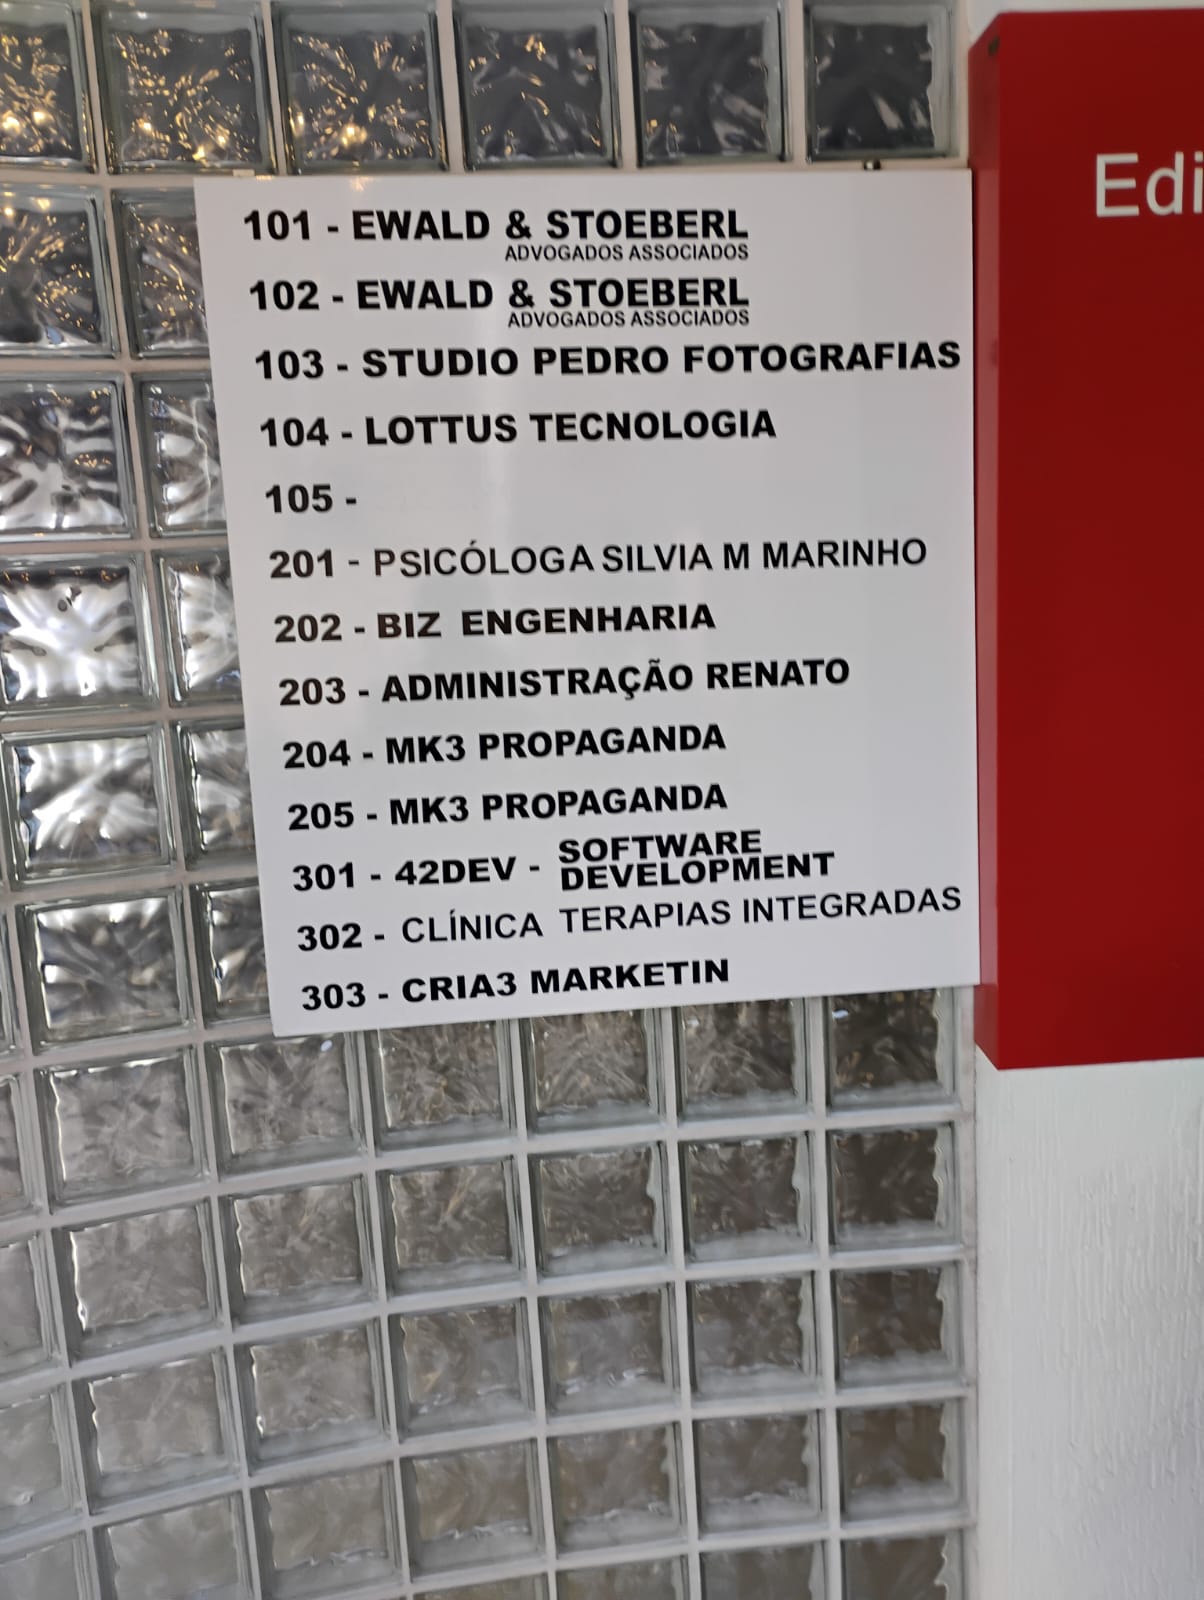 101 - EWALD & STOEBERL
ADVOGADOS ASSOCIADOS
102 - EWALD & STOEBERL
ADVOGADOS ASSOCIADOS
103 - STUDIO PEDRO FOTOGRAFIAS
104 - LOTTUS TECNOLOGIA
105 -
201 - PSICÓLOGA SILVIA M MARINHO
202 - BIZ ENGENHARIA
203 - ADMINISTRAÇÃO RENATO
204 - MK3 PROPAGANDA
205 - MK3 PROPAGANDA
301 - 42DEV - SOFTWARE
DEVELOPMENT
302 - CLÍNICA TERAPIAS INTEGRADAS
303 - CRIA3 MARKETIN
Edi